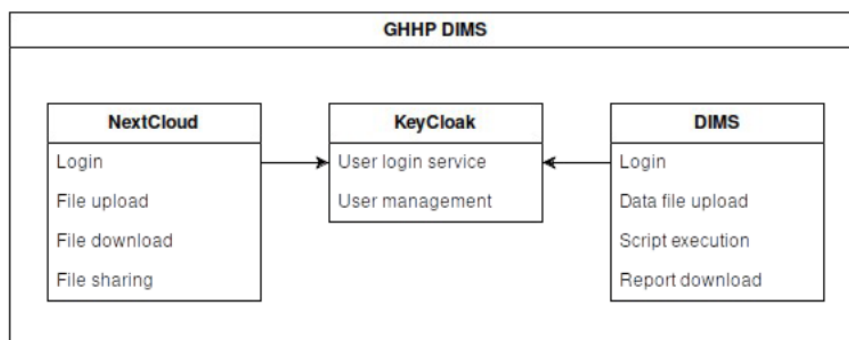 GHHP DIMS
NextCloud
Login
File upload
File download
File sharing
KeyCloak
User login service
User management
DIMS
Login
Data file upload
Script execution
Report download